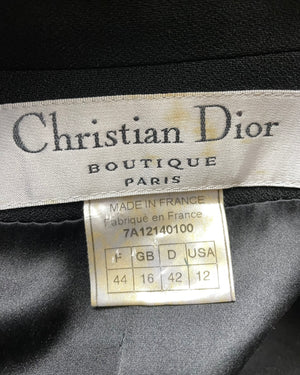 Christian Dior
BOUTIQUE
PARIS
MADE IN FRANCE
Fabriqué en France
7A12140100
F GB D USA
44 16 42 12